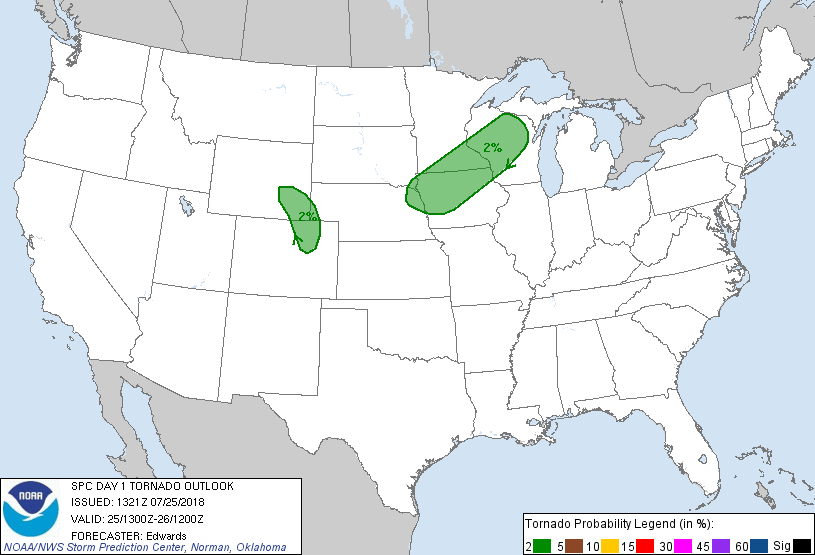 2%
2%
NOAA
SPC DAY 1 TORNADO OUTLOOK
ISSUED: 1321Z 07/25/2018
VALID: 25/1300Z-26/1200Z
FORECASTER: Edwards
NOAA/NWS Storm Prediction Center, Norman, Oklahoma
Tornado Probability Legend (in %):
2 5 10 15 30 45 60 Sig